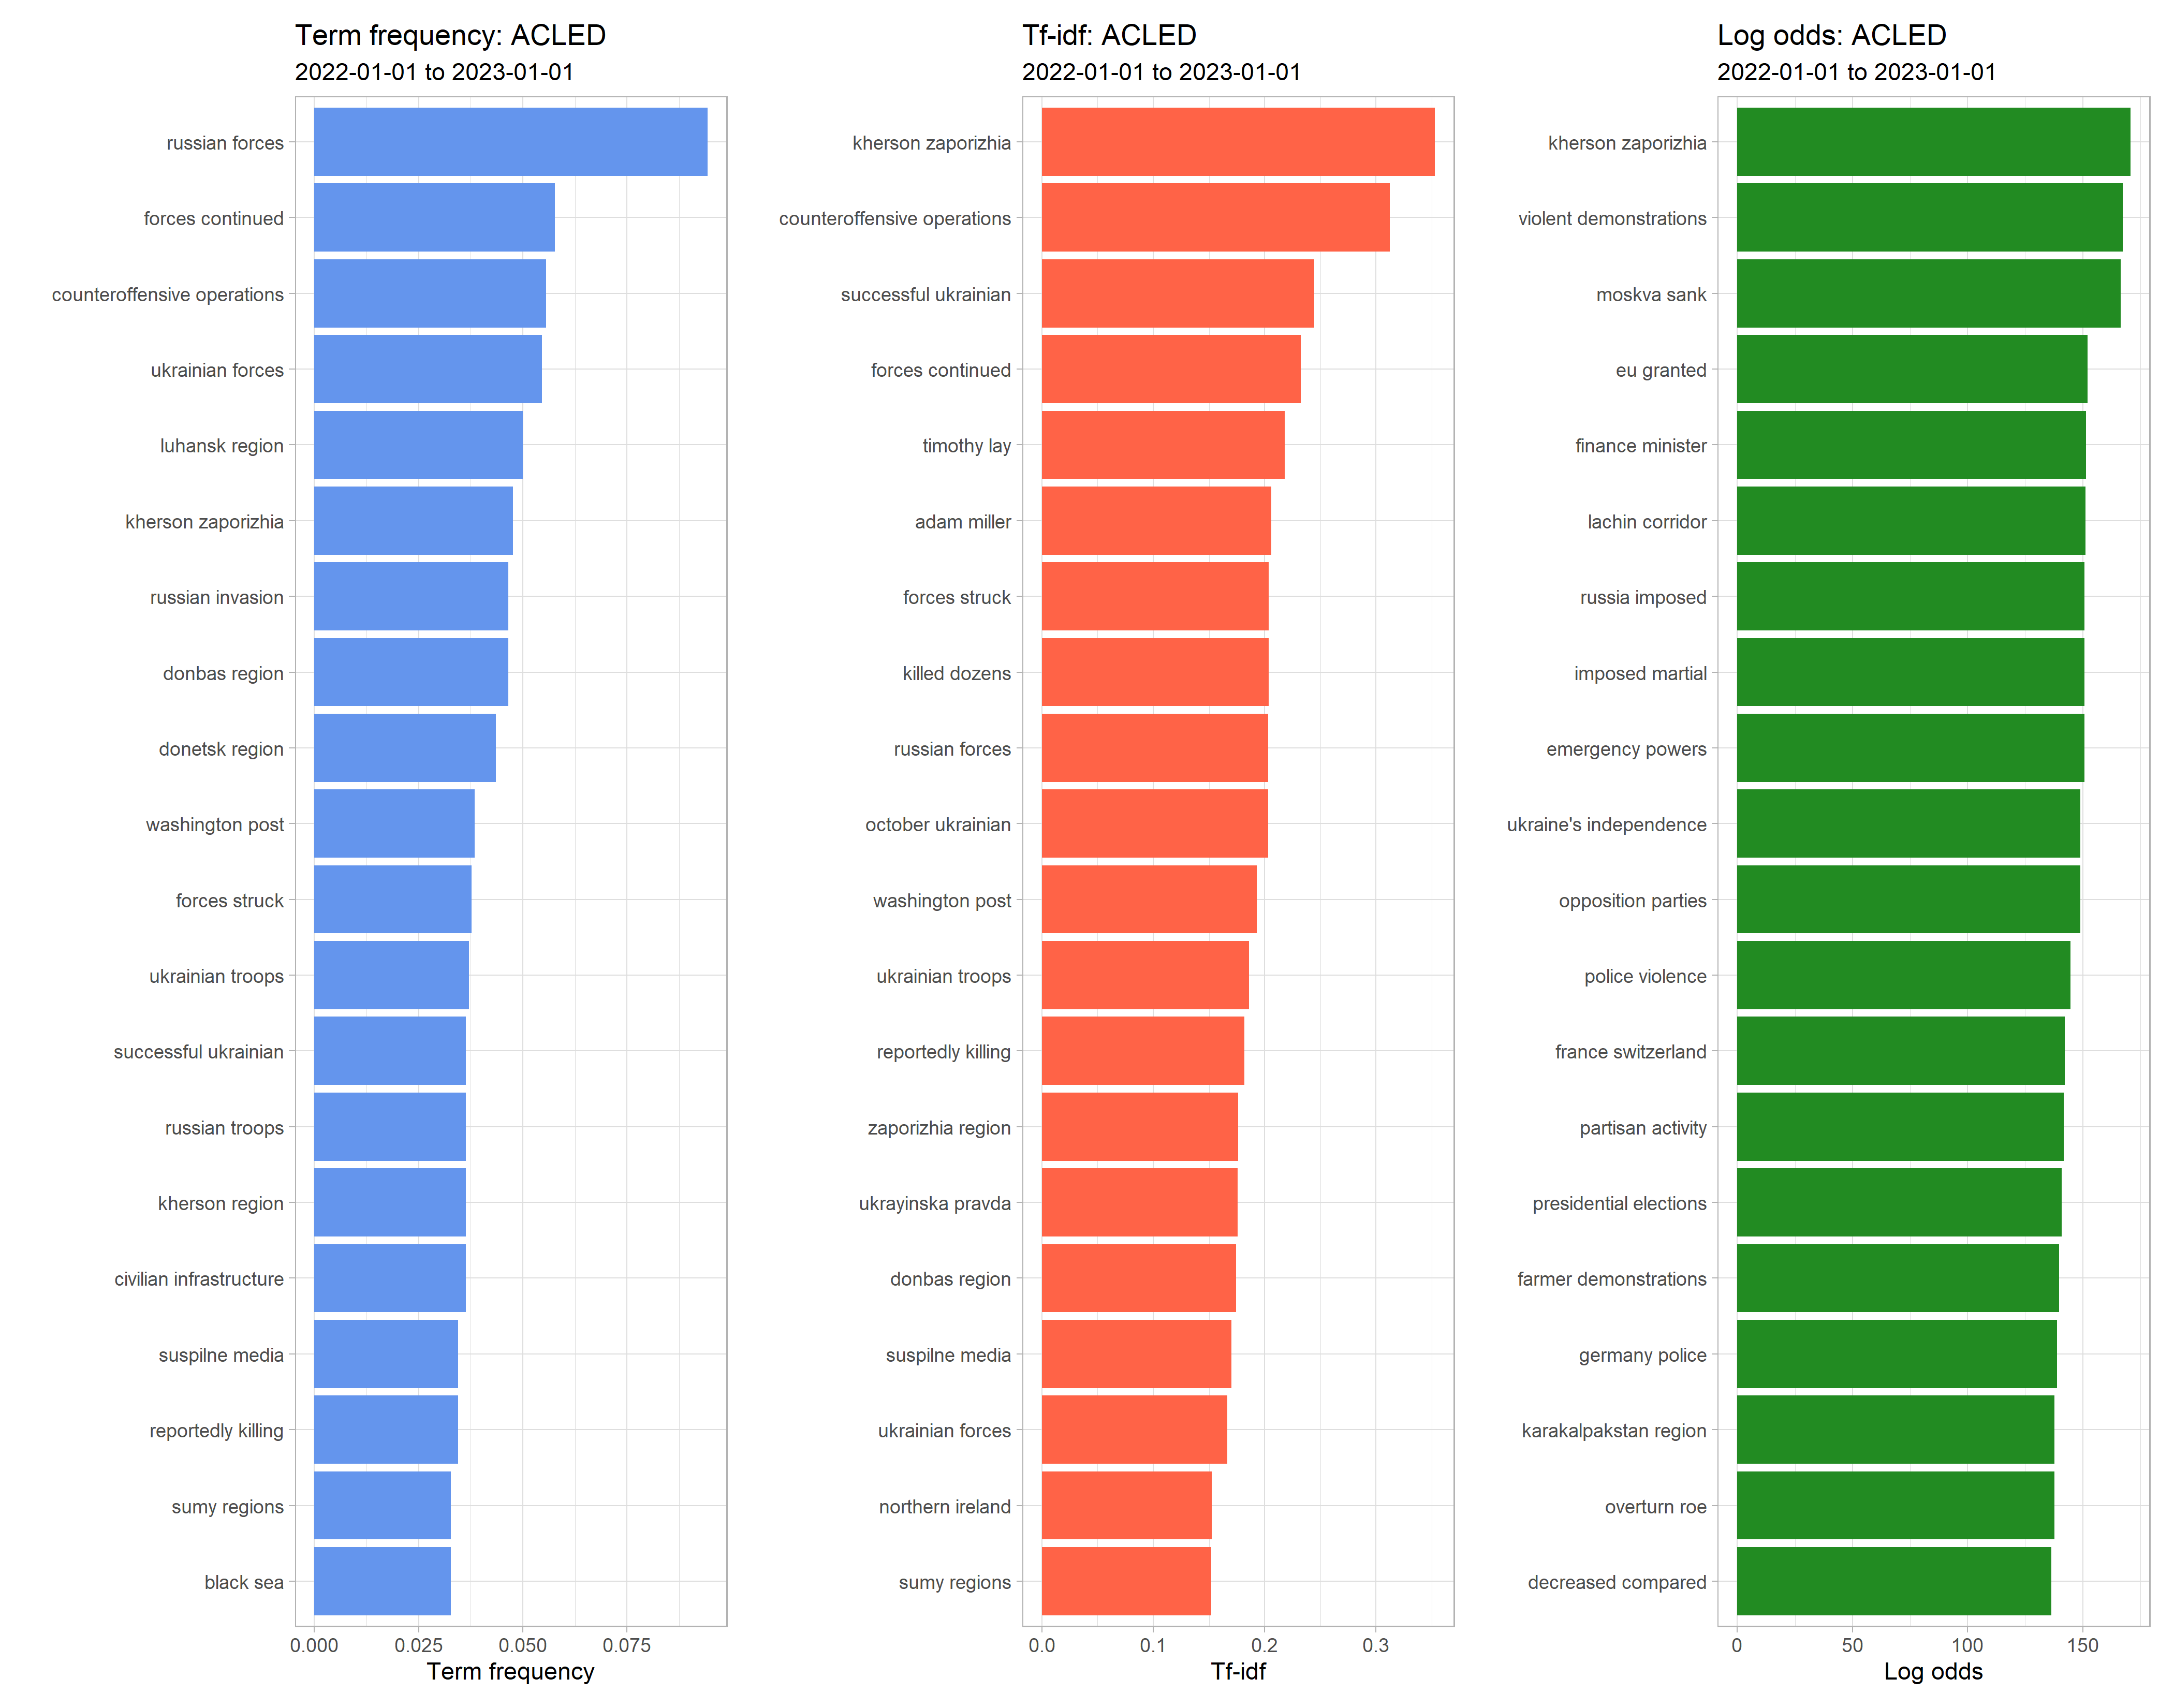 Term frequency: ACLED
2022-01-01 to 2023-01-01
russian forces
forces continued
counteroffensive operations
ukrainian forces
luhansk region
kherson zaporizhia
russian invasion
donbas region
donetsk region
washington post
forces struck
ukrainian troops
successful ukrainian
russian troops
kherson region
civilian infrastructure
suspilne media
reportedly killing
sumy regions
black sea
0.000 0.025 0.050 0.075
Term frequency
Tf-idf: ACLED
2022-01-01 to 2023-01-01
kherson zaporizhia
counteroffensive operations
successful ukrainian
forces continued
timothy lay
adam miller
forces struck
killed dozens
russian forces
october ukrainian
washington post
ukrainian troops
reportedly killing
zaporizhia region
ukrayinska pravda
donbas region
suspilne media
ukrainian forces
northern ireland
sumy regions
0.0 0.1 0.2 0.3
Tf-idf
Log odds: ACLED
2022-01-01 to 2023-01-01
kherson zaporizhia
violent demonstrations
moskva sank
eu granted
finance minister
lachin corridor
russia imposed
imposed martial
emergency powers
ukraine's independence
opposition parties
police violence
france switzerland
partisan activity
presidential elections
farmer demonstrations
germany police
karakalpakstan region
overturn roe
decreased compared
0 50 100 150
Log odds